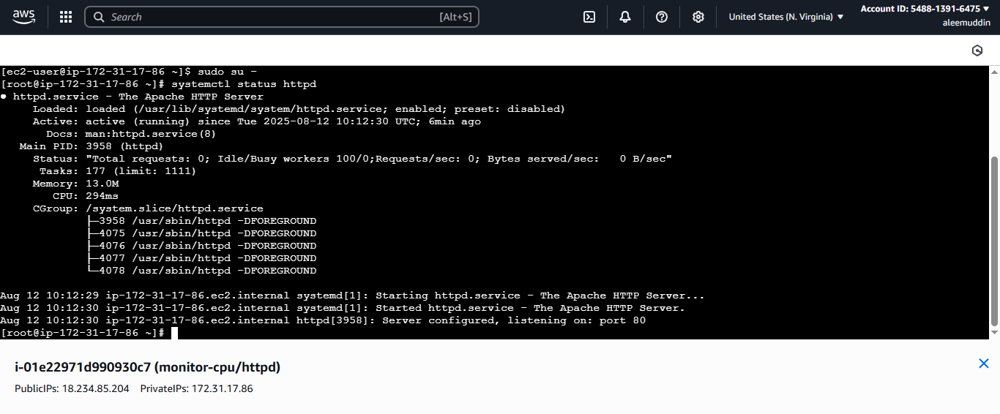 aws
Search [Alt+S]
United States (N. Virginia) ▼
Account ID: 5488-1391-6475 ▼
aleemuddin
[ec2-user@ip-172-31-17-86 ~]$ sudo su -
[root@ip-172-31-17-86 ~]# systemctl status httpd
● httpd.service - The Apache HTTP Server
Loaded: loaded (/usr/lib/systemd/system/httpd.service; enabled; preset: disabled)
Active: active (running) since Tue 2025-08-12 10:12:30 UTC; 6min ago
Docs: man:httpd.service(8)
Main PID: 3958 (httpd)
Status: "Total requests: 0; Idle/Busy workers 100/0;Requests/sec: 0; Bytes served/sec:   0 B/sec"
Tasks: 177 (limit: 1111)
Memory: 13.0M
CPU: 294ms
CGroup: /system.slice/httpd.service
├─3958 /usr/sbin/httpd -DFOREGROUND
├─4075 /usr/sbin/httpd -DFOREGROUND
├─4076 /usr/sbin/httpd -DFOREGROUND
├─4077 /usr/sbin/httpd -DFOREGROUND
└─4078 /usr/sbin/httpd -DFOREGROUND
Aug 12 10:12:29 ip-172-31-17-86.ec2.internal systemd[1]: Starting httpd.service - The Apache HTTP Server...
Aug 12 10:12:30 ip-172-31-17-86.ec2.internal systemd[1]: Started httpd.service - The Apache HTTP Server.
Aug 12 10:12:30 ip-172-31-17-86.ec2.internal httpd[3958]: Server configured, listening on: port 80
[root@ip-172-31-17-86 ~]#
i-01e22971d990930c7 (monitor-cpu/httpd)
PublicIPs: 18.234.85.204 PrivateIPs: 172.31.17.86